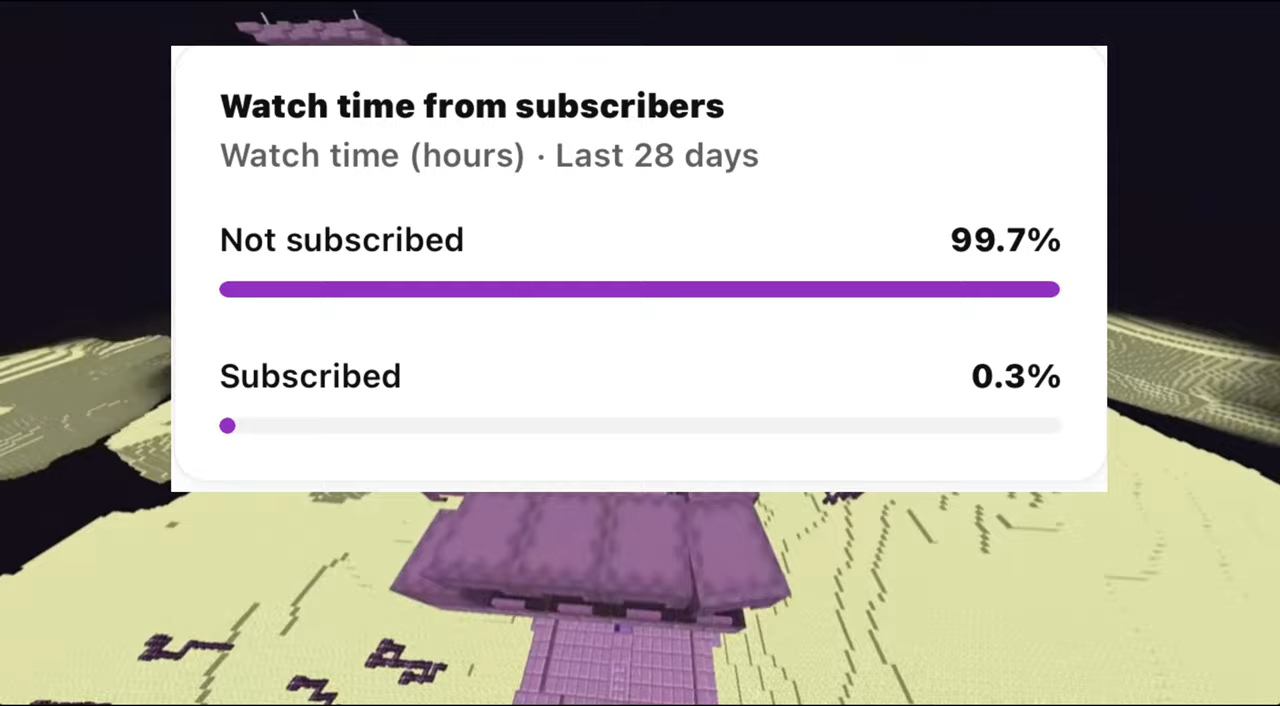 Watch time from subscribers
Watch time (hours) · Last 28 days
Not subscribed 99.7%
Subscribed 0.3%